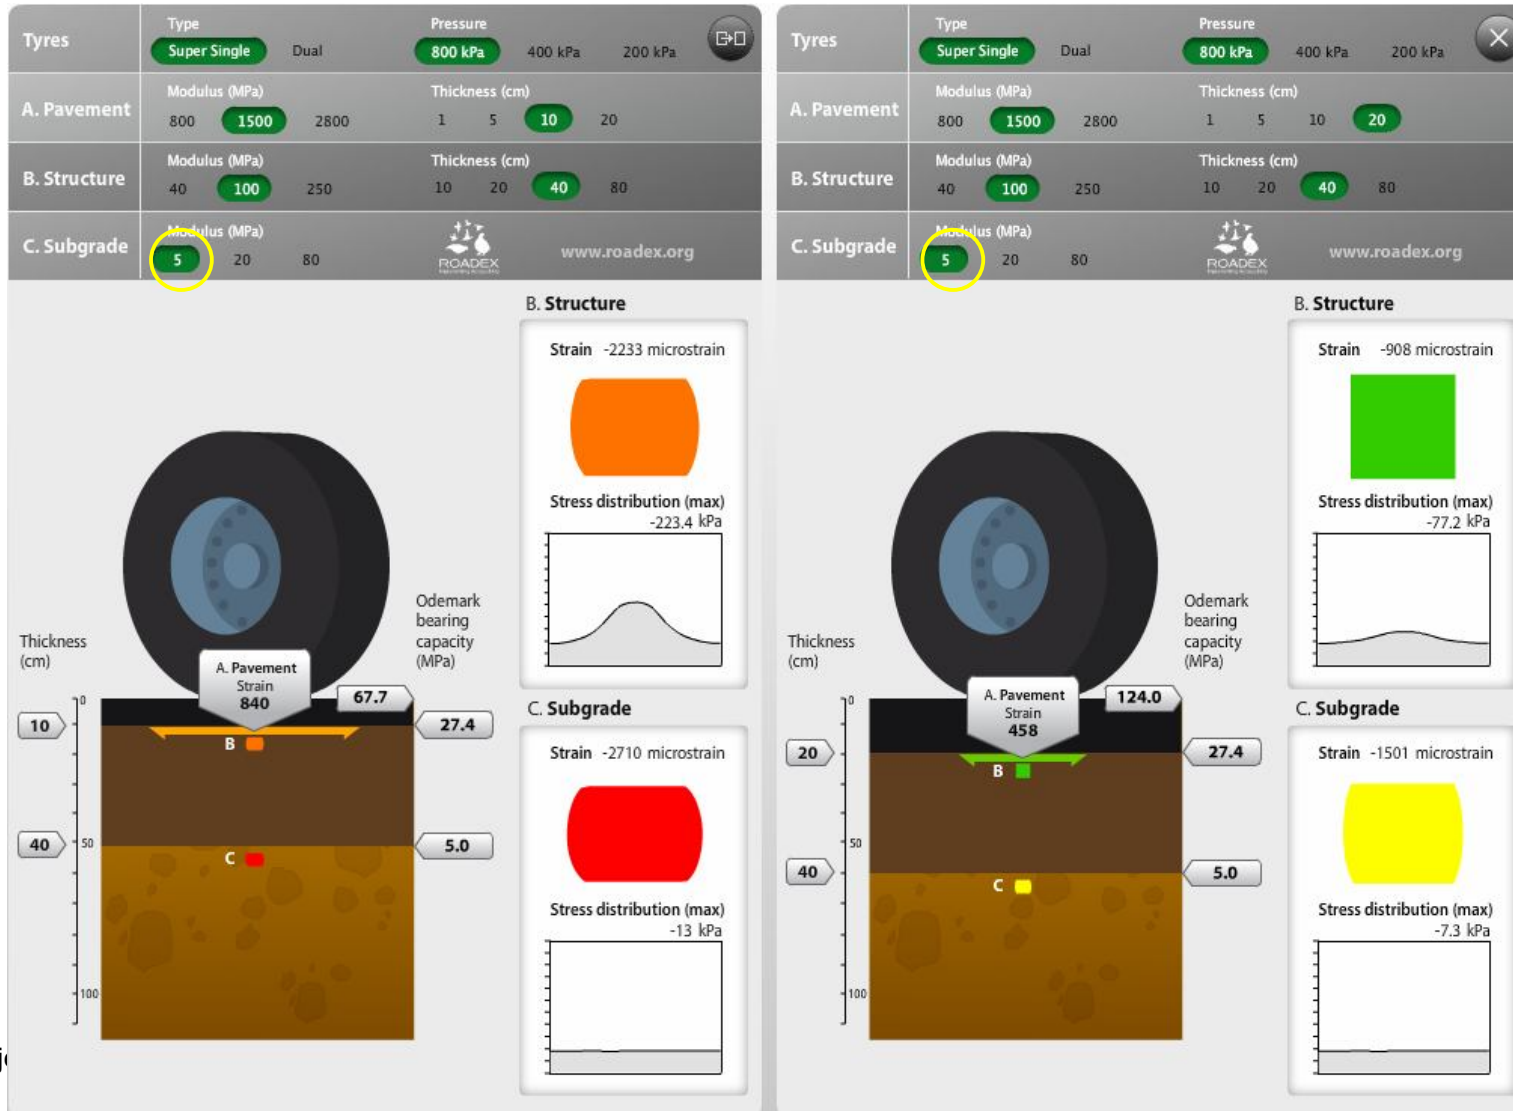 Tyres
Type
Super Single Dual
Pressure
800 kPa 400 kPa 200 kPa
A. Pavement
Modulus (MPa)
800 1500 2800
Thickness (cm)
1 5 10 20
B. Structure
Modulus (MPa)
40 100 250
Thickness (cm)
10 20 40 80
C. Subgrade
Modulus (MPa)
5 20 80
ROADEX
www.roadex.org
B. Structure
Strain -2233 microstrain
Stress distribution (max)
-223.4 kPa
Thickness
(cm)
Odemark
bearing
capacity
(MPa)
A. Pavement
Strain
840
67.7
0
10
27.4
B
40
50
5.0
C
100
C. Subgrade
Strain -2710 microstrain
Stress distribution (max)
-13 kPa
Tyres
Type
Super Single Dual
Pressure
800 kPa 400 kPa 200 kPa
A. Pavement
Modulus (MPa)
800 1500 2800
Thickness (cm)
1 5 10 20
B. Structure
Modulus (MPa)
40 100 250
Thickness (cm)
10 20 40 80
C. Subgrade
Modulus (MPa)
5 20 80
ROADEX
www.roadex.org
B. Structure
Strain -908 microstrain
Stress distribution (max)
-77.2 kPa
Thickness
(cm)
Odemark
bearing
capacity
(MPa)
A. Pavement
Strain
458
124.0
0
20
27.4
B
50
40
5.0
C
100
C. Subgrade
Strain -1501 microstrain
Stress distribution (max)
-7.3 kPa